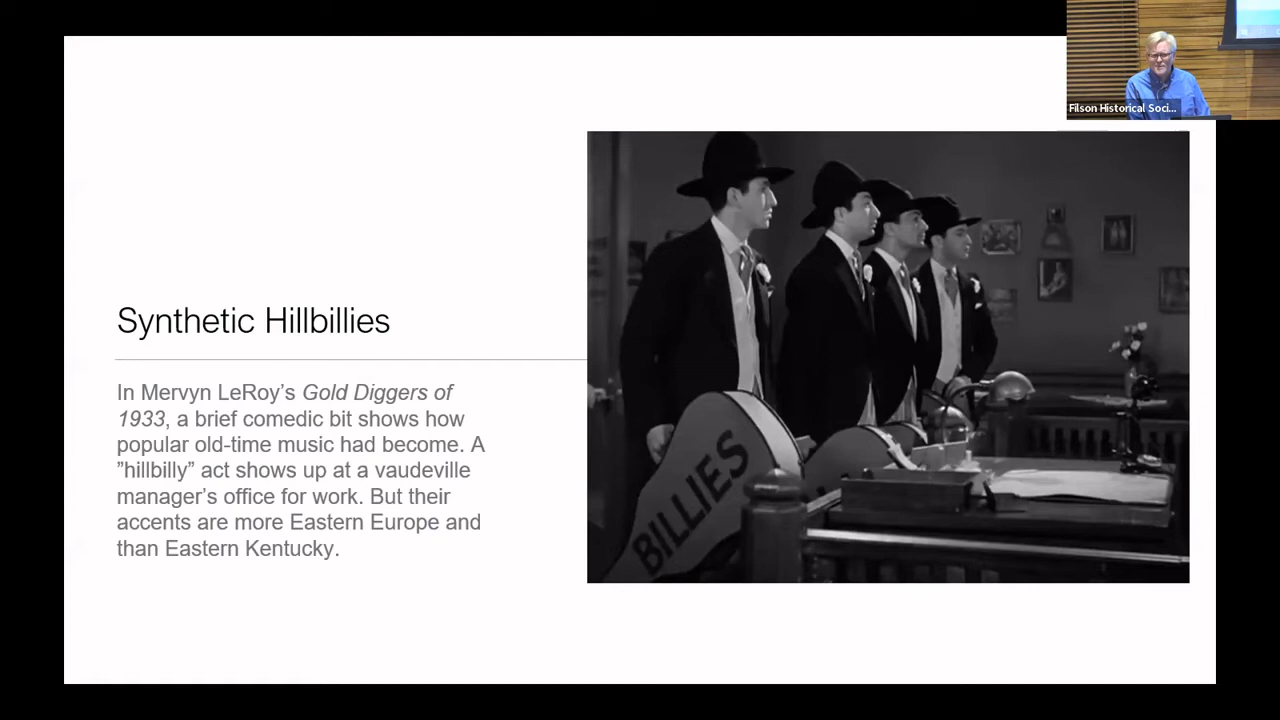 Filson Historical Soci...
Synthetic Hillbillies
In Mervyn LeRoy’s Gold Diggers of
1933, a brief comedic bit shows how
popular old-time music had become. A
”hillbilly” act shows up at a vaudeville
manager’s office for work. But their
accents are more Eastern Europe and
than Eastern Kentucky.
BILLIES